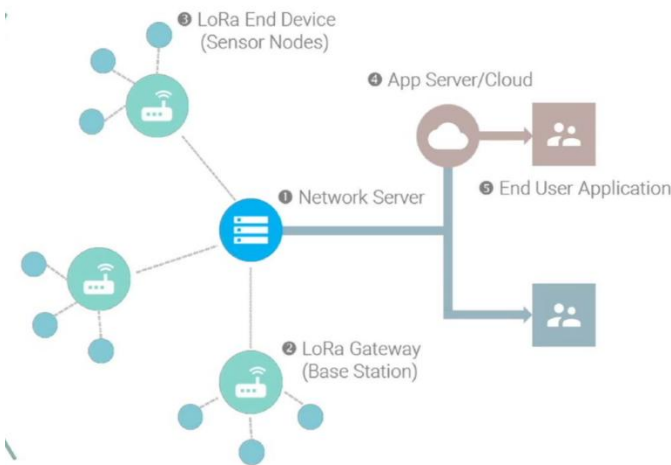 ❸ LoRa End Device
(Sensor Nodes)
❹ App Server/Cloud
❶ Network Server
❺ End User Application
❷ LoRa Gateway
(Base Station)